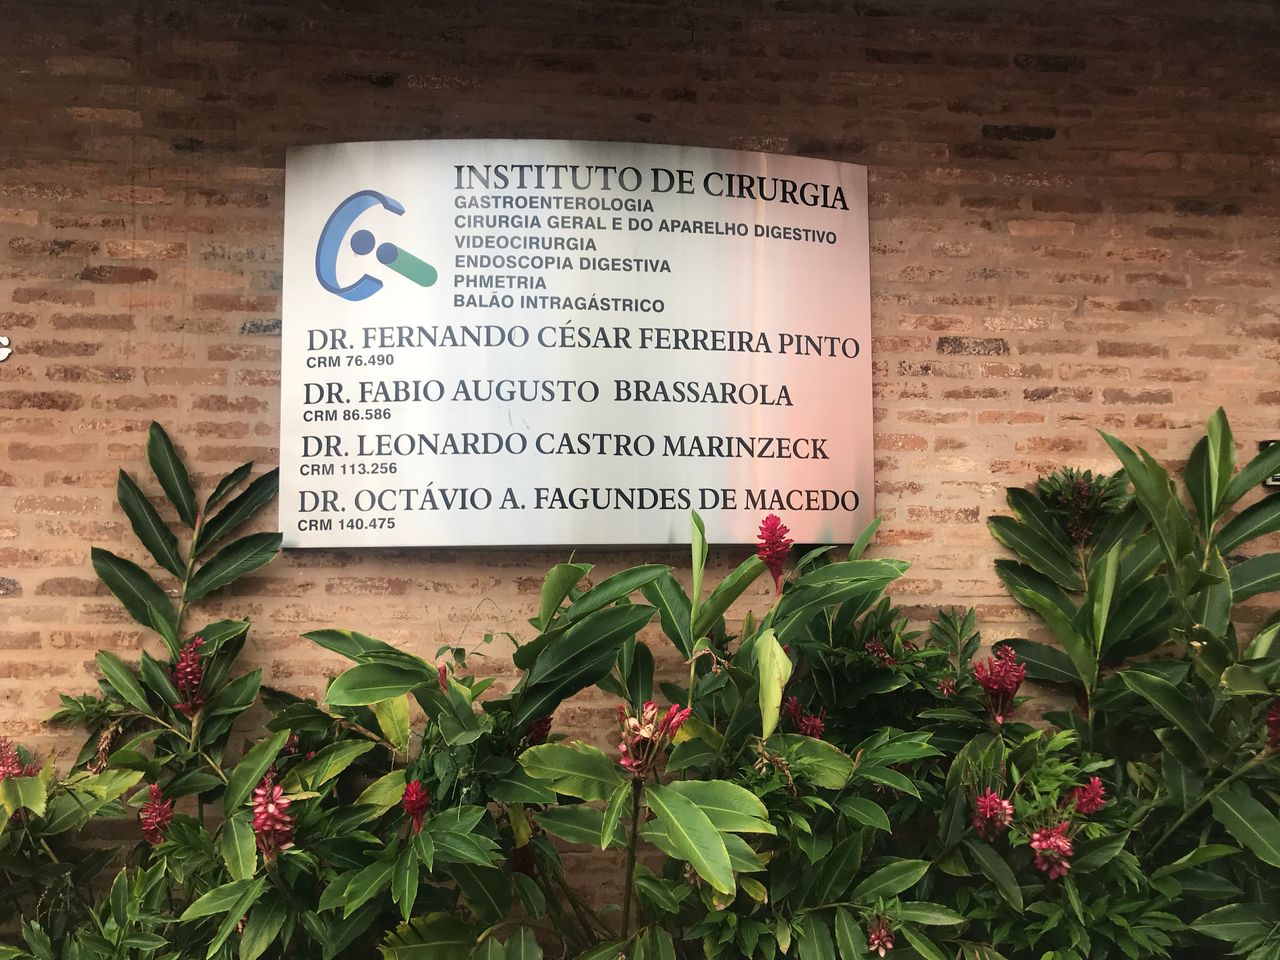 INSTITUTO DE CIRURGIA
GASTROENTEROLOGIA
CIRURGIA GERAL E DO APARELHO DIGESTIVO
VIDEOCIRURGIA
ENDOSCOPIA DIGESTIVA
PHMETRIA
BALÃO INTRAGÁSTRICO
DR. FERNANDO CÉSAR FERREIRA PINTO
CRM 76.490
DR. FABIO AUGUSTO BRASSAROLA
CRM 86.586
DR. LEONARDO CASTRO MARINZECK
CRM 113.256
DR. OCTÁVIO A. FAGUNDES DE MACEDO
CRM 140.475